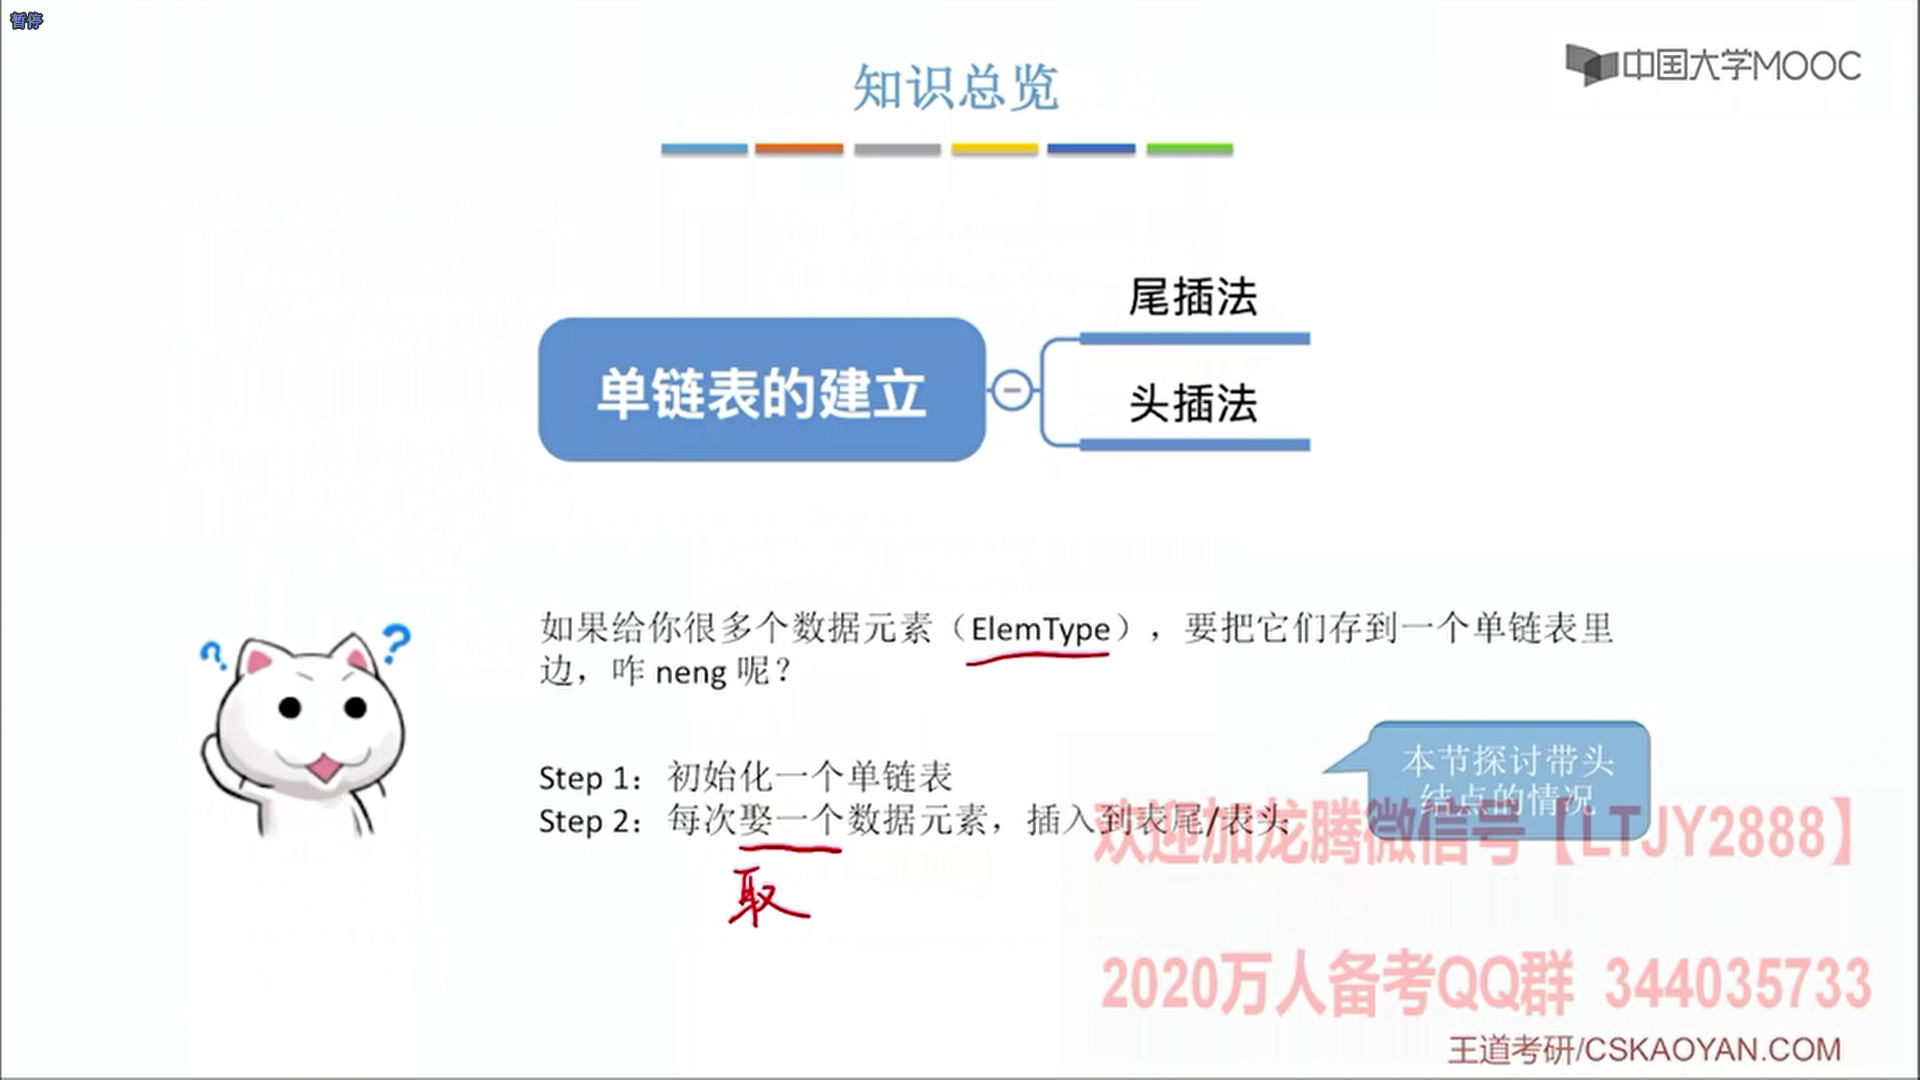 暂停
中国大学MOOC
知识总览
尾插法
单链表的建立
头插法
如果给你很多个数据元素（ElemType），要把它们存到一个单链表里
边，咋 neng 呢？
本节探讨带头
结点的情况
Step 1：初始化一个单链表
Step 2：每次娶一个数据元素，插入到表尾/表头
取
欢迎加龙腾微信号【LTJY2888】
2020万人备考QQ群 344035733
王道考研/CSKAOYAN.COM